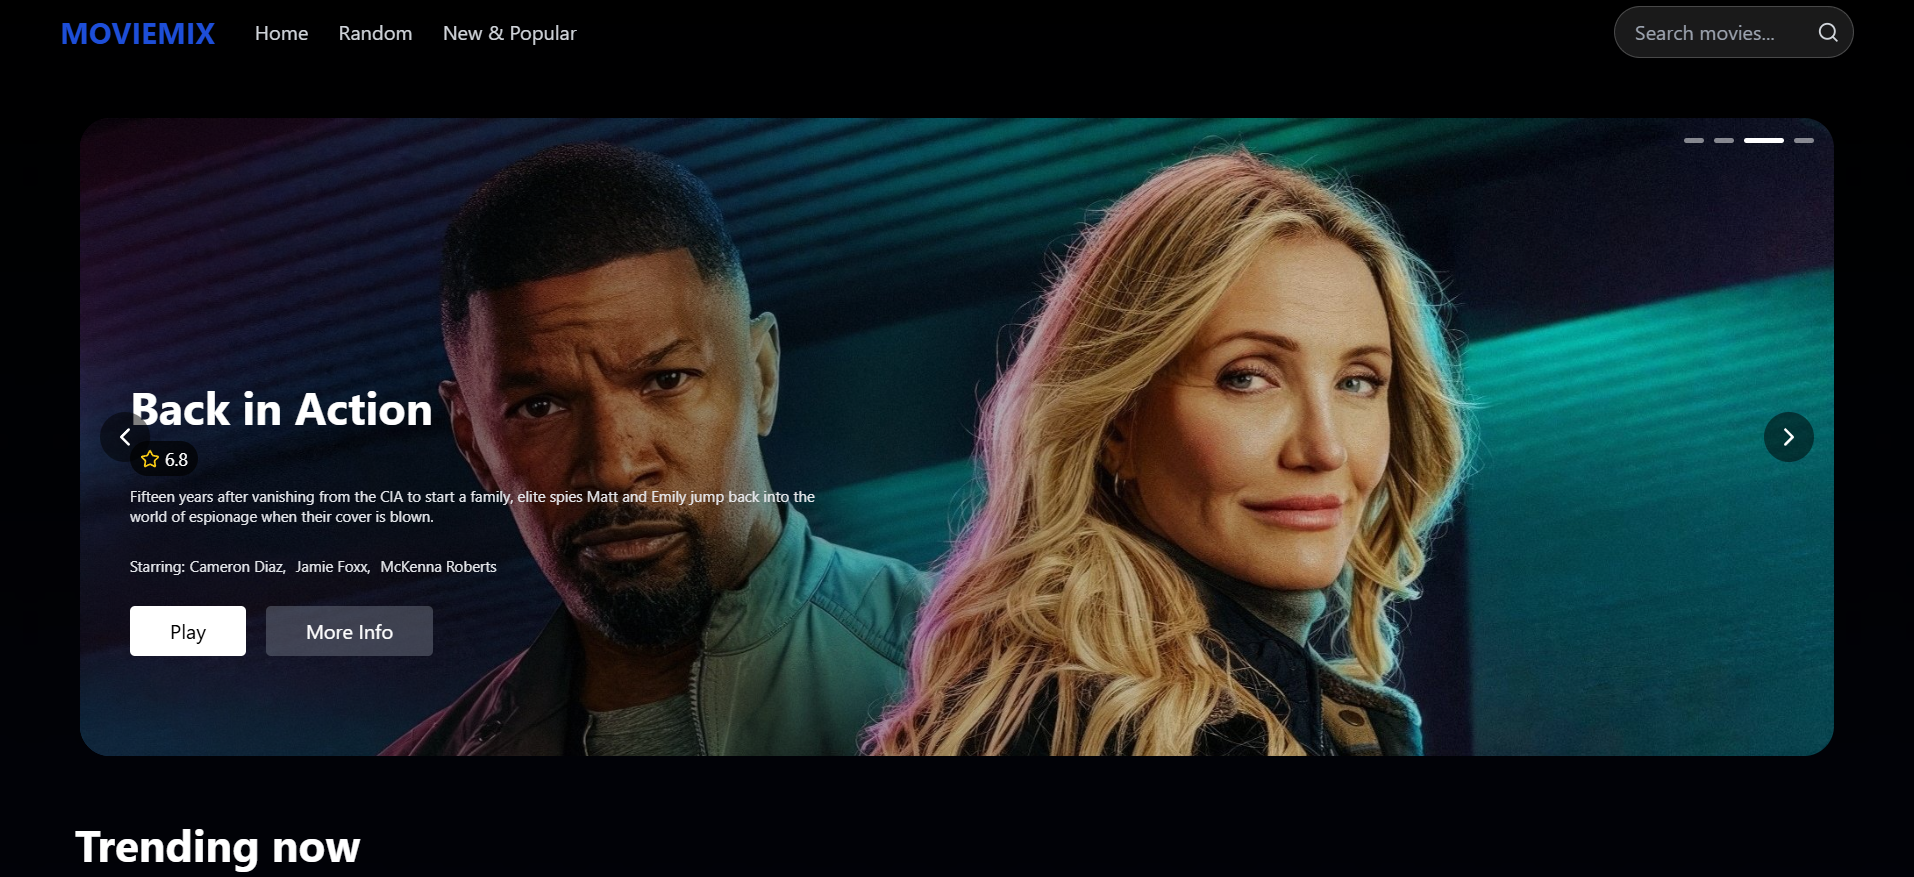 MOVIEMIX Home Random New & Popular Search movies...
Back in Action
6.8
Fifteen years after vanishing from the CIA to start a family, elite spies Matt and Emily jump back into the
world of espionage when their cover is blown.
Starring: Cameron Diaz, Jamie Foxx, McKenna Roberts
Play More Info
Trending now